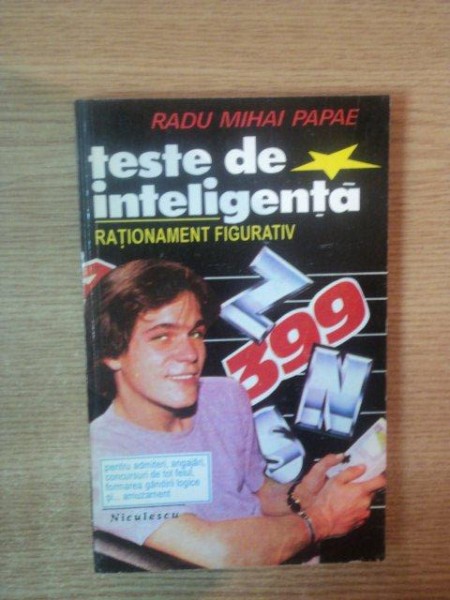 RADU MIHAI PAPAE
teste de
inteligență
RAȚIONAMENT FIGURATIV
399
Z
N
pentru admiteri, angajări,
concursuri de tot felul,
formarea gândirii logice
și... amuzament
Niculescu